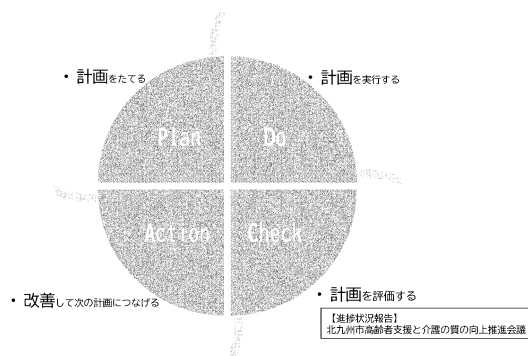 ・計画をたてる
・計画を実行する
Plan
Do
Action
Check
・改善して次の計画につなげる
・計画を評価する
【進捗状況報告】
北九州市高齢者支援と介護の質の向上推進会議